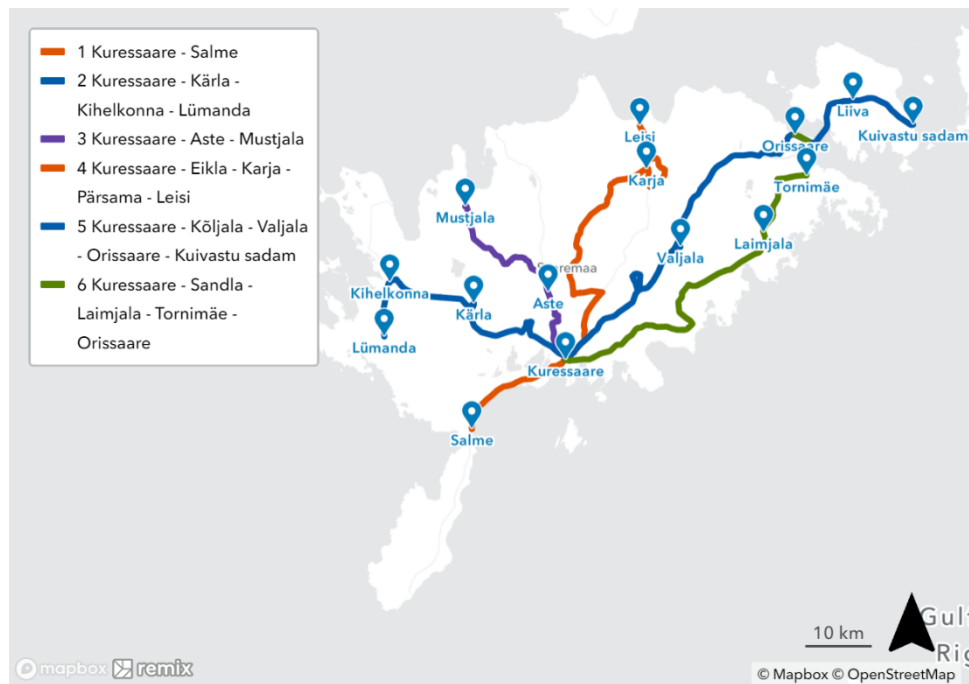 1 Kuressaare - Salme
2 Kuressaare - Kärla -
Kihelkonna - Lümanda
3 Kuressaare - Aste - Mustjala
4 Kuressaare - Eikla - Karja -
Pärsama - Leisi
5 Kuressaare - Kõljala - Valjala
- Orissaare - Kuivastu sadam
6 Kuressaare - Sandla -
Laimjala - Tornimäe -
Orissaare
Liiva
Kuivastu sadam
Leisi
Orissaare
Karja
Tornimäe
Mustjala
Valjala
Laimjala
Kihelkonna
Kärla
Aste
Lümanda
Kuressaare
Salme
10 km
mapbox remix
© Mapbox © OpenStreetMap